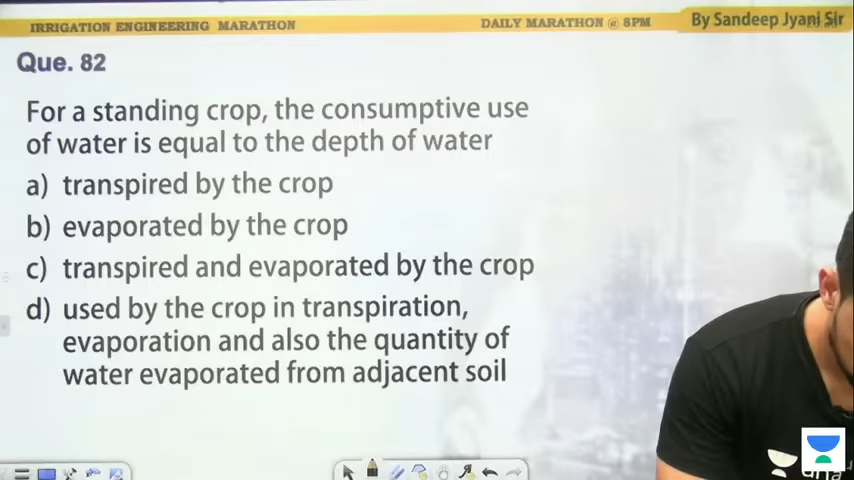 IRRIGATION ENGINEERING MARATHON
DAILY MARATHON @ 8PM
By Sandeep Jyani Sir
Que. 82
For a standing crop, the consumptive use
of water is equal to the depth of water
a) transpired by the crop
b) evaporated by the crop
c) transpired and evaporated by the crop
d) used by the crop in transpiration,
evaporation and also the quantity of
water evaporated from adjacent soil